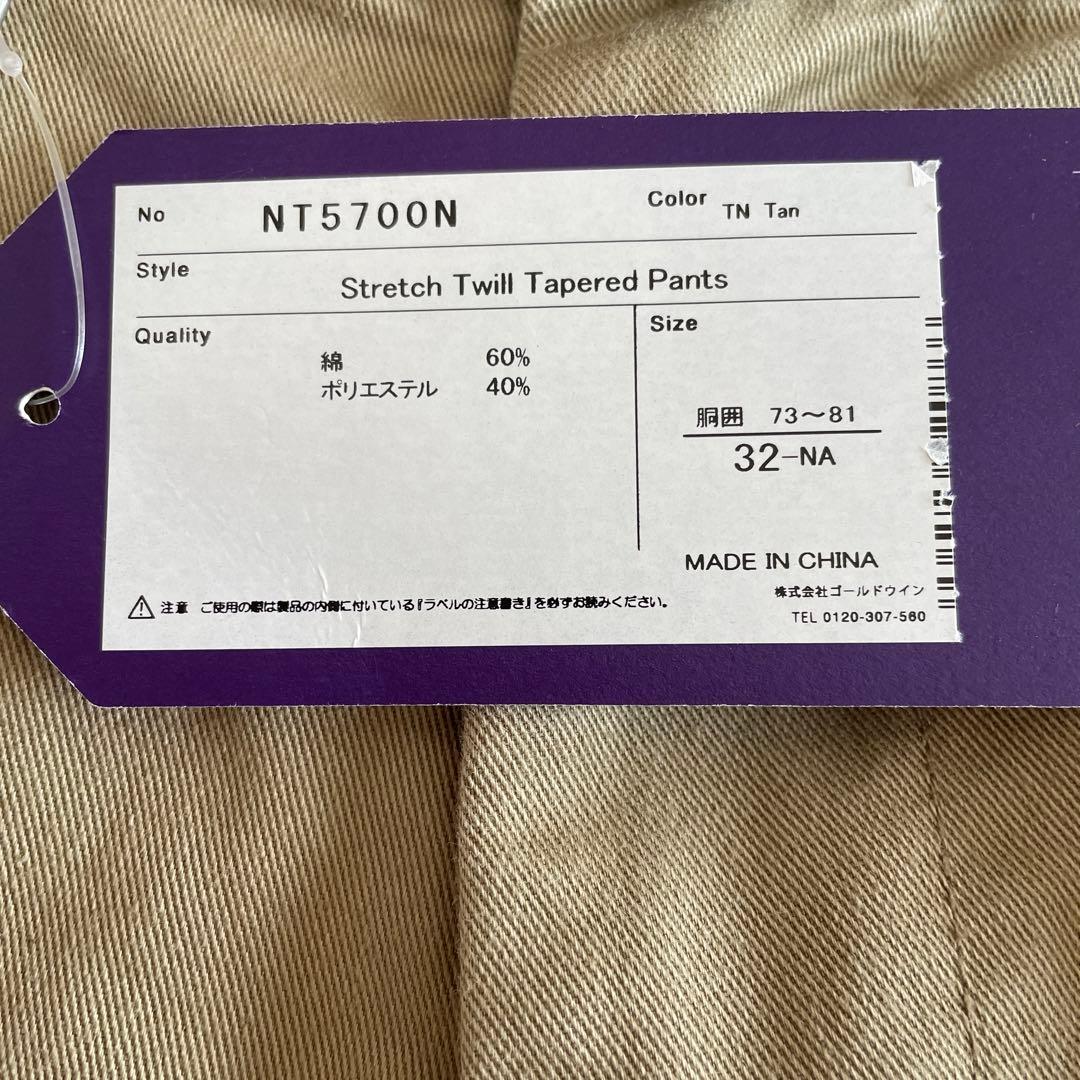 No NT5700N Color TN Tan
Style
Stretch Twill Tapered Pants
Quality
綿 60%
ポリエステル 40%
Size
胴囲 73〜81
32-NA
MADE IN CHINA
株式会社ゴールドウイン
TEL 0120-307-560
⚠ 注意 ご使用の際は製品の内側に付いている『ラベルの注意書き』を必ずお読みください。